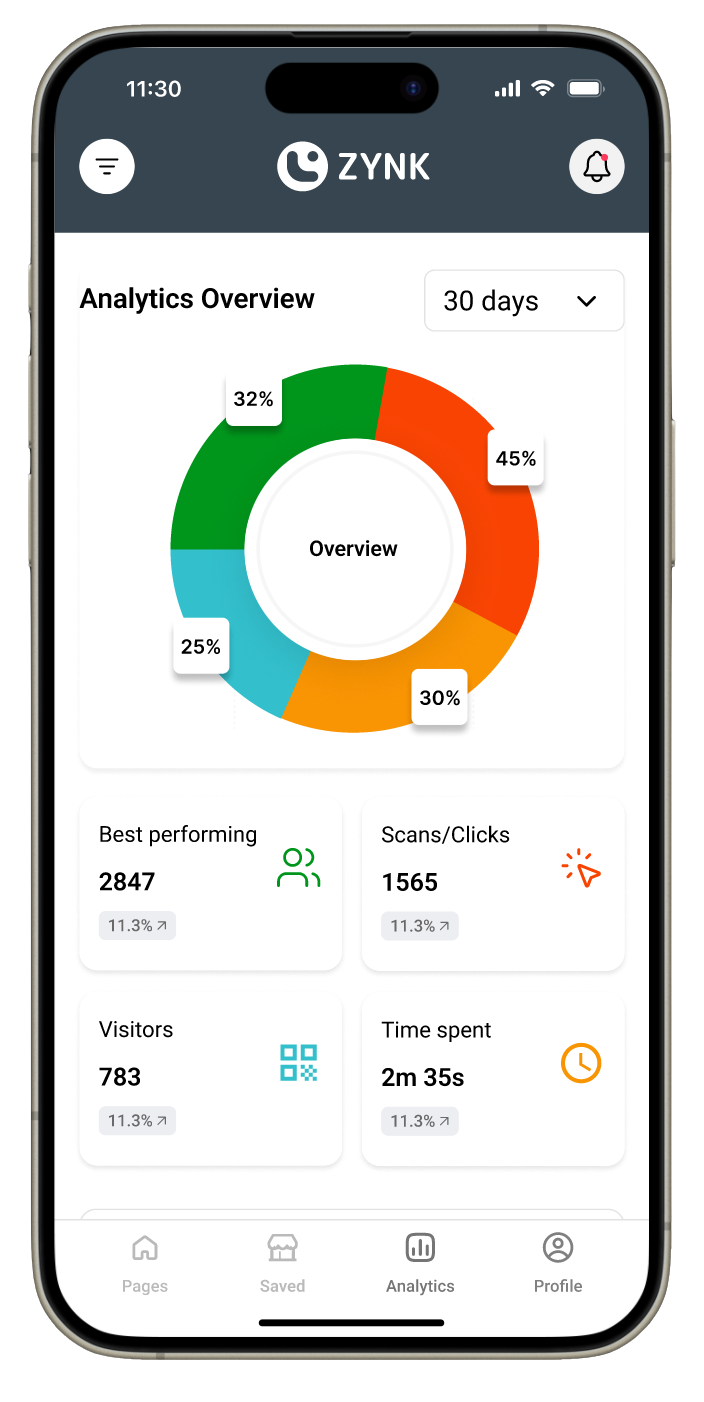 11:30
ZYNK
Analytics Overview
30 days
32%
45%
Overview
25%
30%
Best performing
2847
11.3%
Scans/Clicks
1565
11.3%
Visitors
783
11.3%
Time spent
2m 35s
11.3%
Pages
Saved
Analytics
Profile